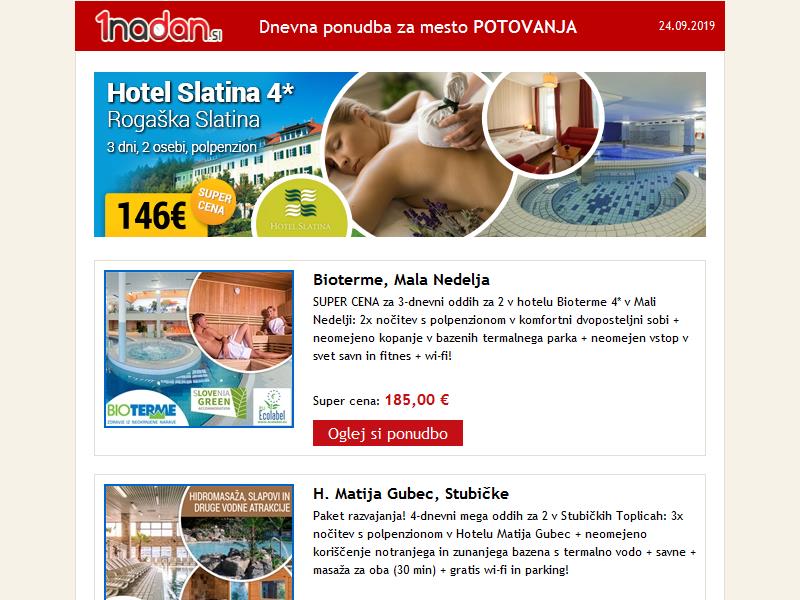 1nadan.si
Dnevna ponudba za mesto POTOVANJA
24.09.2019
Hotel Slatina 4*
Rogaška Slatina
3 dni, 2 osebi, polpenzion
146€
SUPER
CENA
HOTEL SLATINA
Bioterme, Mala Nedelja
SUPER CENA za 3-dnevni oddih za 2 v hotelu Bioterme 4* v Mali
Nedelji: 2x nočitev s polpenzionom v komfortni dvoposteljni sobi +
neomejeno kopanje v bazenih termalnega parka + neomejen vstop v
svet savn in fitnes + wi-fi!
Super cena: 185,00 €
Oglej si ponudbo
BIOTERME
ZDRAVJE IZ NEOKRNJENE NARAVE
SLOVENIA
GREEN
ACCOMMODATION
EU
Ecolabel
H. Matija Gubec, Stubičke
Paket razvajanja! 4-dnevni mega oddih za 2 v Stubičkih Toplicah: 3x
nočitev s polpenzionom v Hotelu Matija Gubec + neomejeno
koriščenje notranjega in zunanjega bazena s termalno vodo + savne +
masaža za oba (30 min) + gratis wi-fi in parking!
HIDROMASAŽA, SLAPOVI IN
DRUGE VODNE ATRAKCIJE